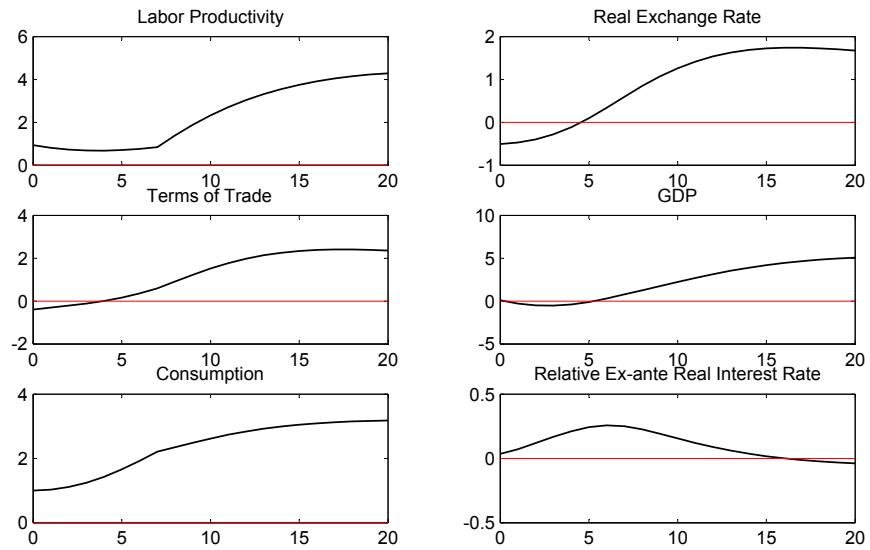 Labor Productivity
6
4
2
0
0 5 10 15 20
Real Exchange Rate
2
1
0
-1
0 5 10 15 20
Terms of Trade
4
2
0
-2
0 5 10 15 20
GDP
10
5
0
-5
0 5 10 15 20
Consumption
4
2
0
0 5 10 15 20
Relative Ex-ante Real Interest Rate
0.5
0
-0.5
0 5 10 15 20